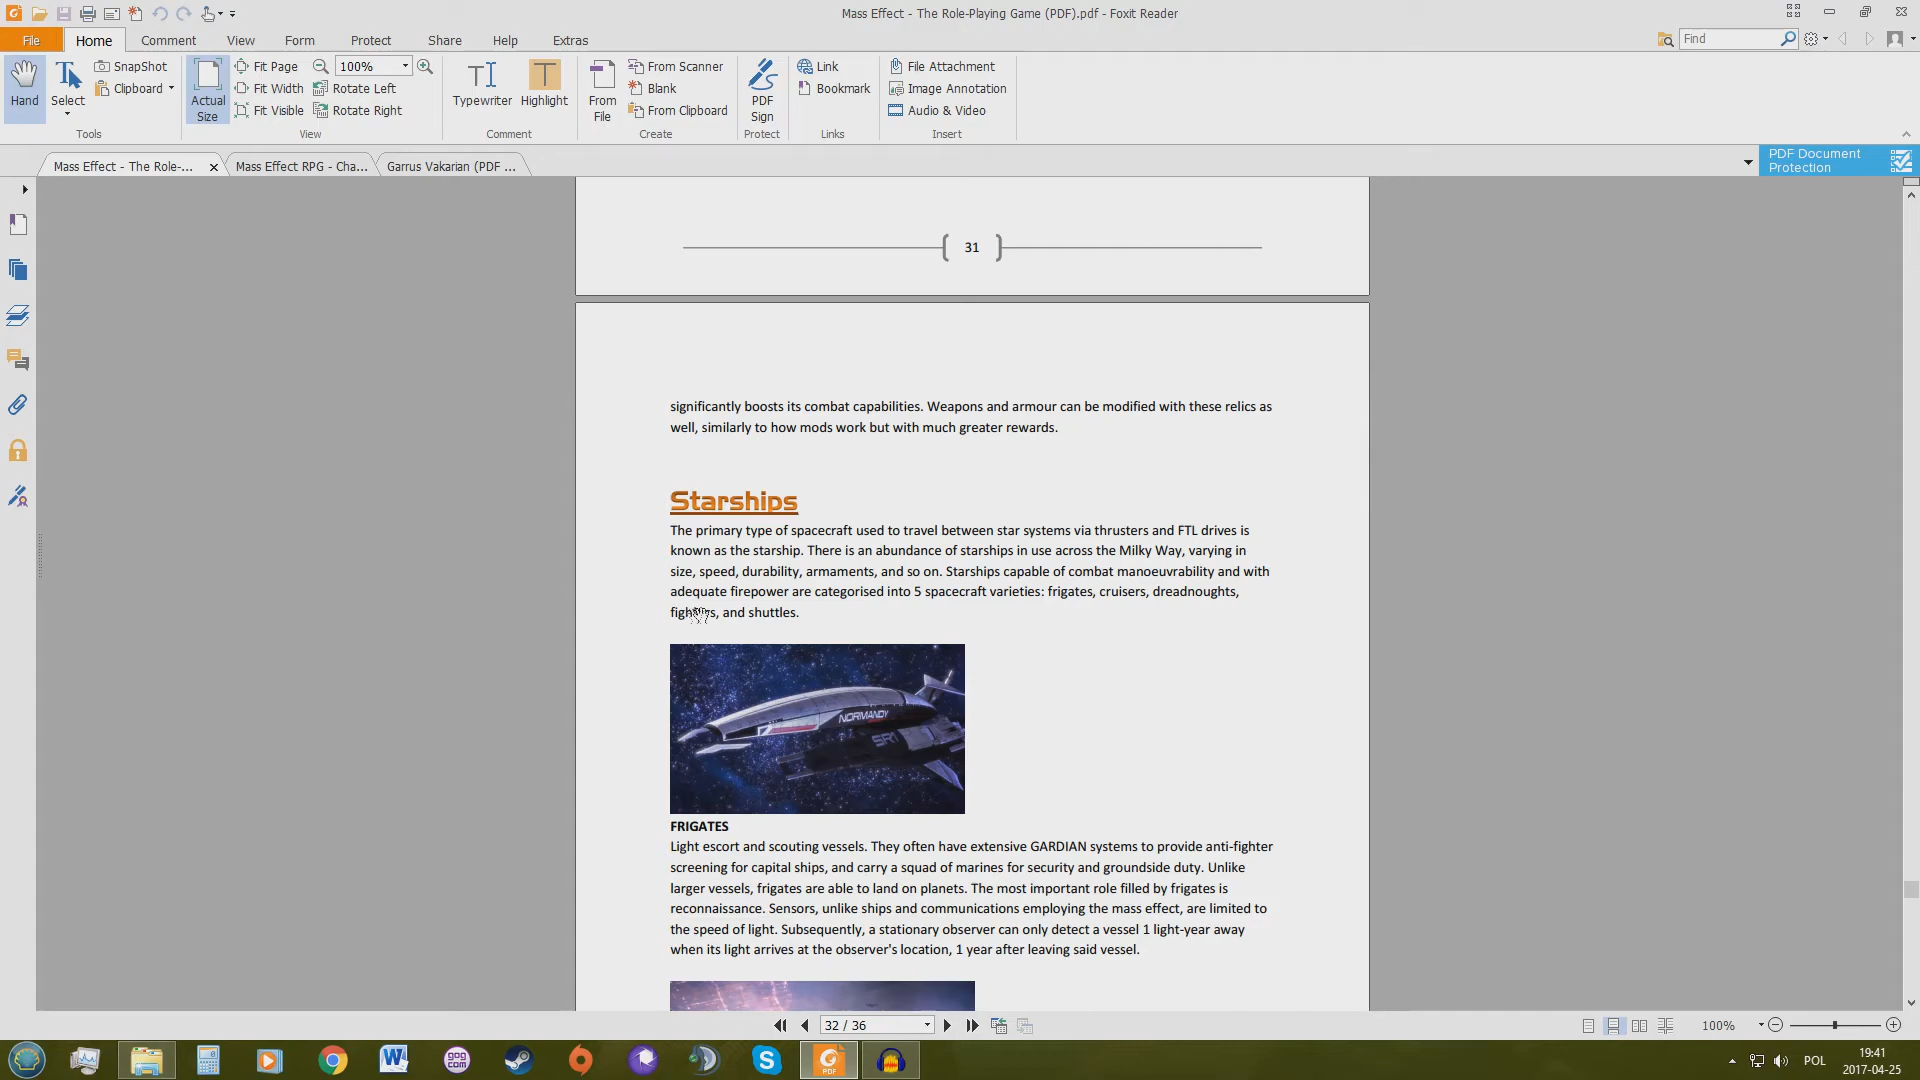 Mass Effect - The Role-Playing Game (PDF).pdf - Foxit Reader
File
Home
Comment
View
Form
Protect
Share
Help
Extras
Find
Hand
Select
SnapShot
Clipboard
Tools
Actual
Size
Fit Page
Fit Width
Fit Visible
100%
Rotate Left
Rotate Right
View
Typewriter
Highlight
Comment
From
File
From Scanner
Blank
From Clipboard
Create
PDF
Sign
Protect
Link
Bookmark
Links
File Attachment
Image Annotation
Audio & Video
Insert
Mass Effect - The Role-...
Mass Effect RPG - Cha...
Garrus Vakarian (PDF ...
PDF Document
Protection
31
significantly boosts its combat capabilities. Weapons and armour can be modified with these relics as
well, similarly to how mods work but with much greater rewards.
Starships
The primary type of spacecraft used to travel between star systems via thrusters and FTL drives is
known as the starship. There is an abundance of starships in use across the Milky Way, varying in
size, speed, durability, armaments, and so on. Starships capable of combat manoeuvrability and with
adequate firepower are categorised into 5 spacecraft varieties: frigates, cruisers, dreadnoughts,
fighters, and shuttles.
NORMANDY
SR1
FRIGATES
Light escort and scouting vessels. They often have extensive GARDIAN systems to provide anti-fighter
screening for capital ships, and carry a squad of marines for security and groundside duty. Unlike
larger vessels, frigates are able to land on planets. The most important role filled by frigates is
reconnaissance. Sensors, unlike ships and communications employing the mass effect, are limited to
the speed of light. Subsequently, a stationary observer can only detect a vessel 1 light-year away
when its light arrives at the observer's location, 1 year after leaving said vessel.
32 / 36
100%
GOG
COM
PDF
POL
19:41
2017-04-25